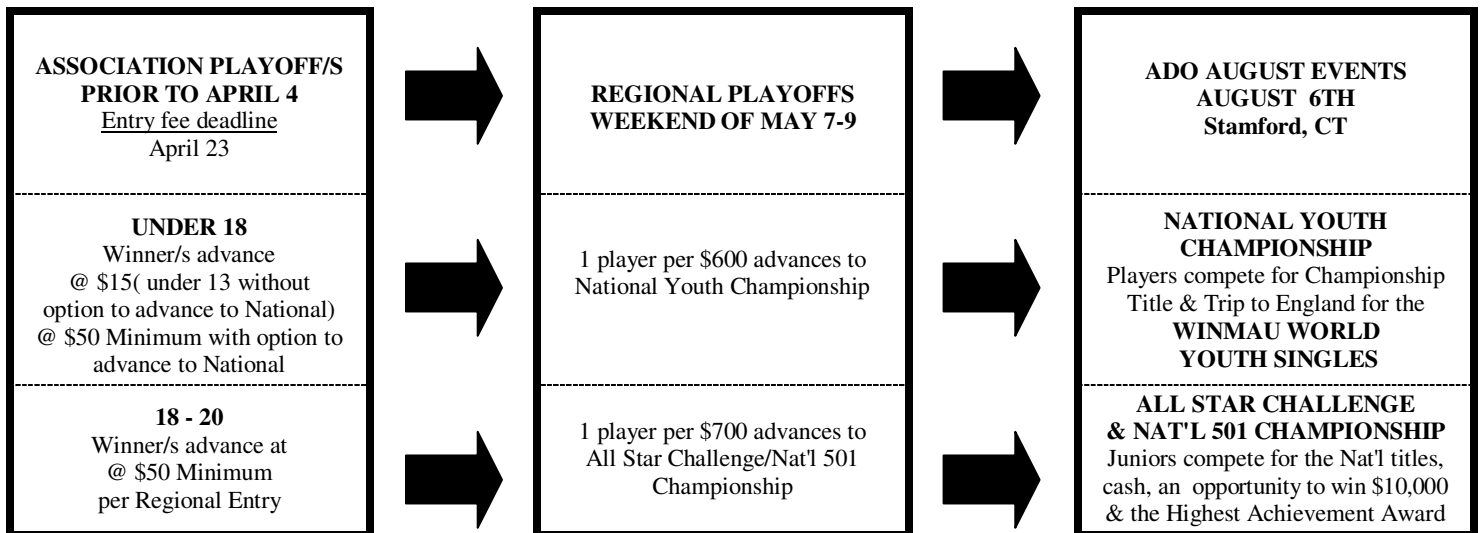 ASSOCIATION PLAYOFF/S
PRIOR TO APRIL 4
Entry fee deadline
April 23
UNDER 18
Winner/s advance
@ $15( under 13 without
option to advance to National)
@ $50 Minimum with option to
advance to National
18 - 20
Winner/s advance at
@ $50 Minimum
per Regional Entry
REGIONAL PLAYOFFS
WEEKEND OF MAY 7-9
1 player per $600 advances to
National Youth Championship
1 player per $700 advances to
All Star Challenge/Nat'l 501
Championship
ADO AUGUST EVENTS
AUGUST 6TH
Stamford, CT
NATIONAL YOUTH
CHAMPIONSHIP
Players compete for Championship
Title & Trip to England for the
WINMAU WORLD
YOUTH SINGLES
ALL STAR CHALLENGE
& NAT'L 501 CHAMPIONSHIP
Juniors compete for the Nat'l titles,
cash, an opportunity to win $10,000
& the Highest Achievement Award